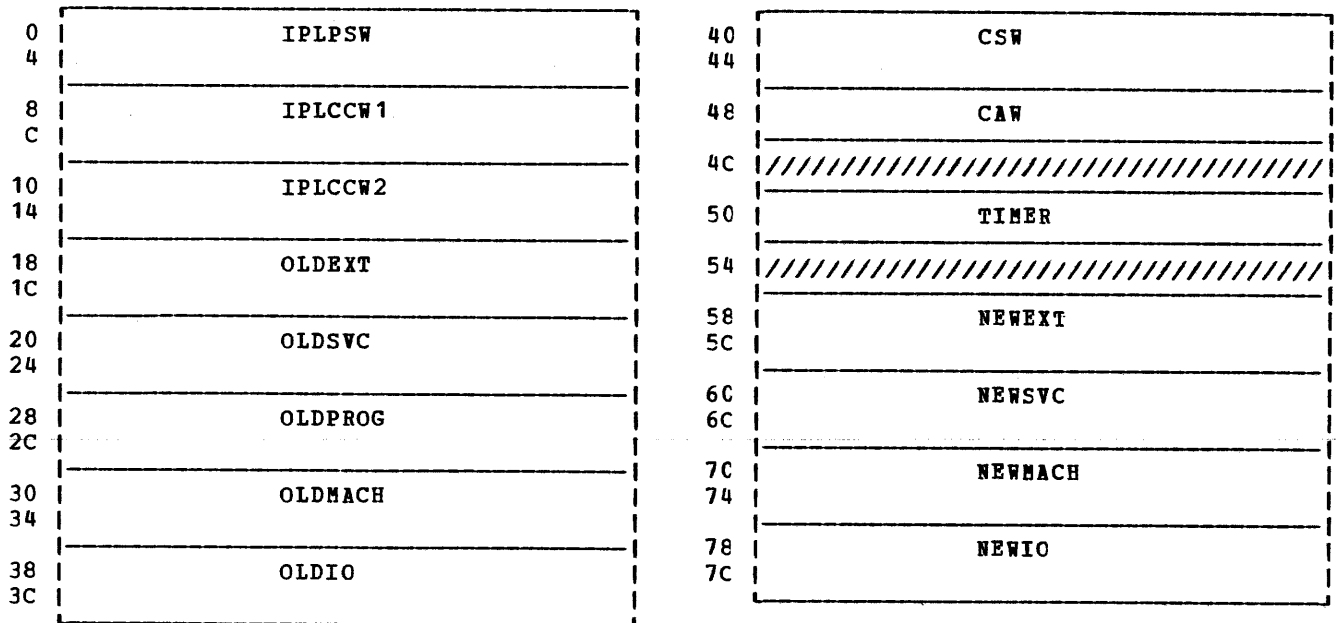 0 IPLPSW
4
8 IPLCCW1
C
10 IPLCCW2
14
18 OLDEXT
1C
20 OLDSVC
24
28 OLDPROG
2C
30 OLDMACH
34
38 OLDIO
3C
40 CSW
44
48 CAW
4C
50 TIMER
54
58 NEWEXT
5C
6C NEWSVC
6C
7C NEWMACH
74
78 NEWIO
7C